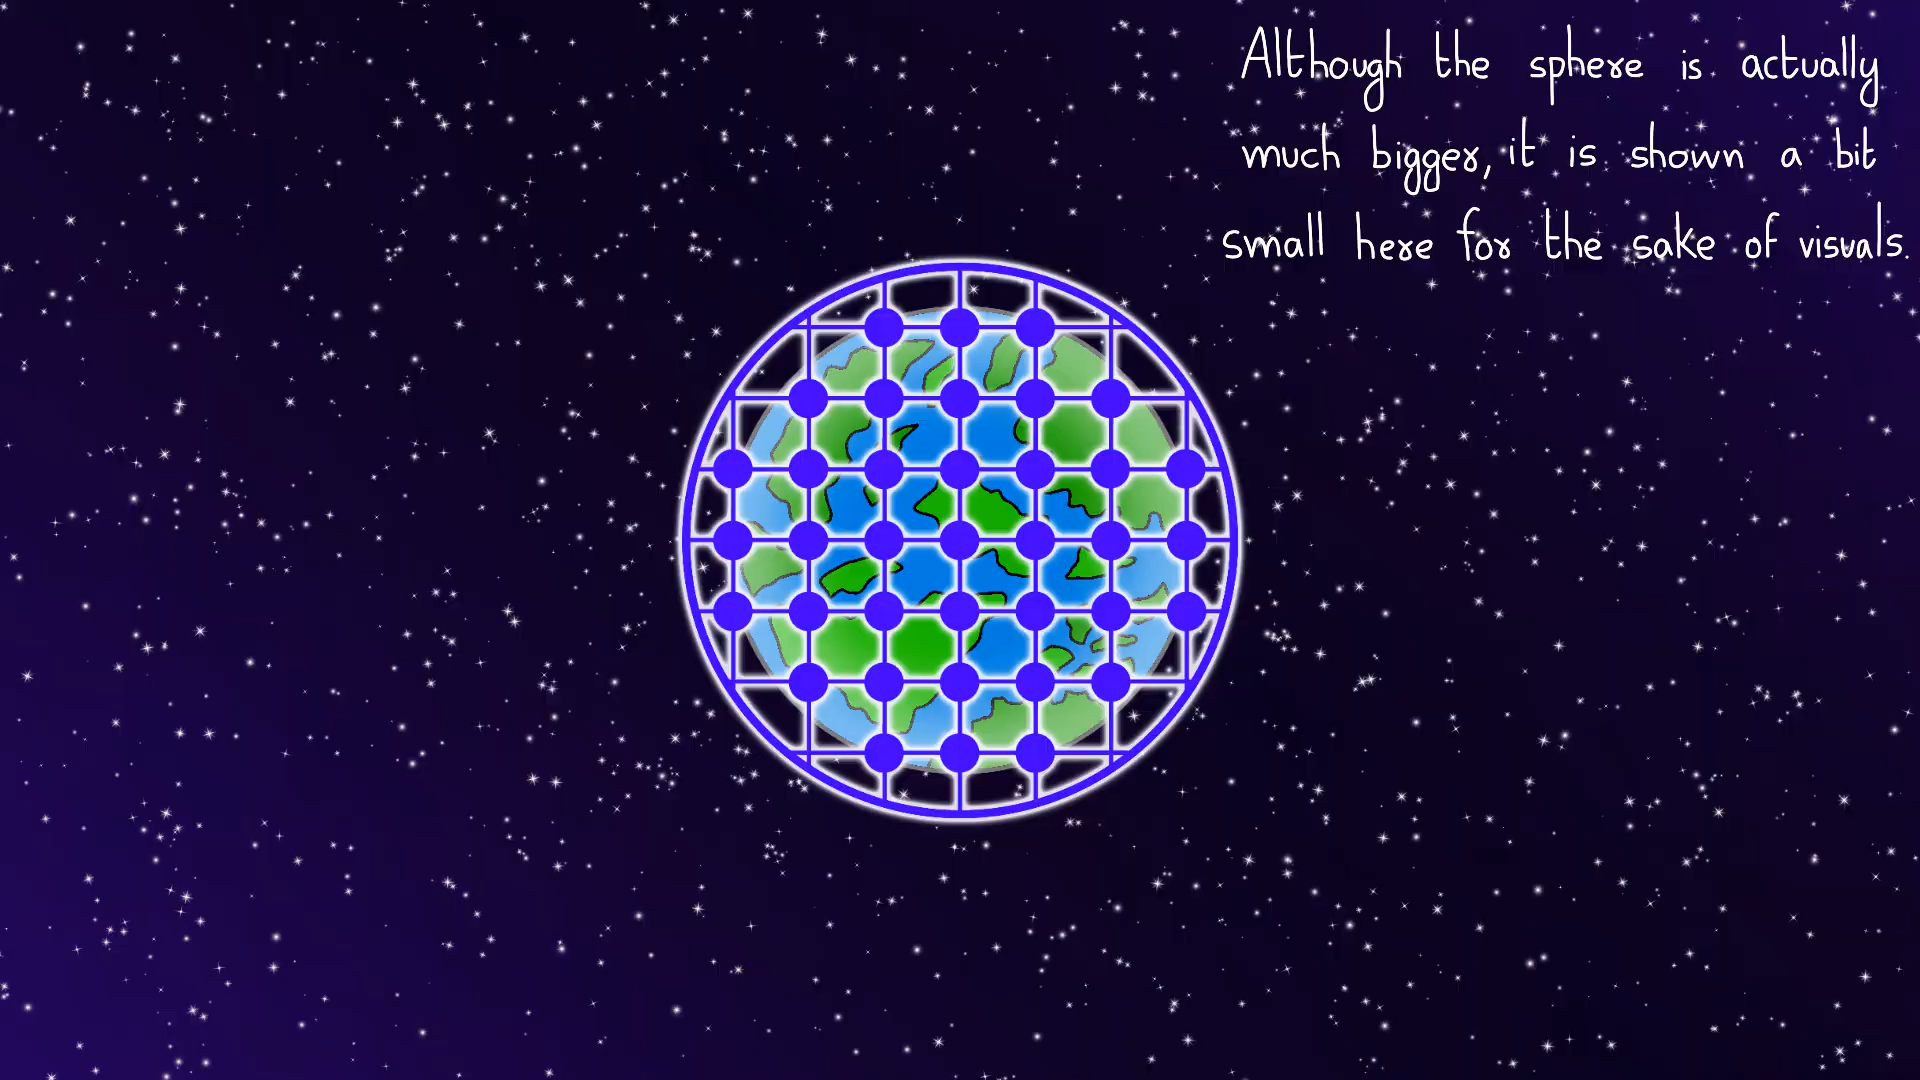 Although the sphere is actually
much bigger, it is shown a bit
small here for the sake of visuals.